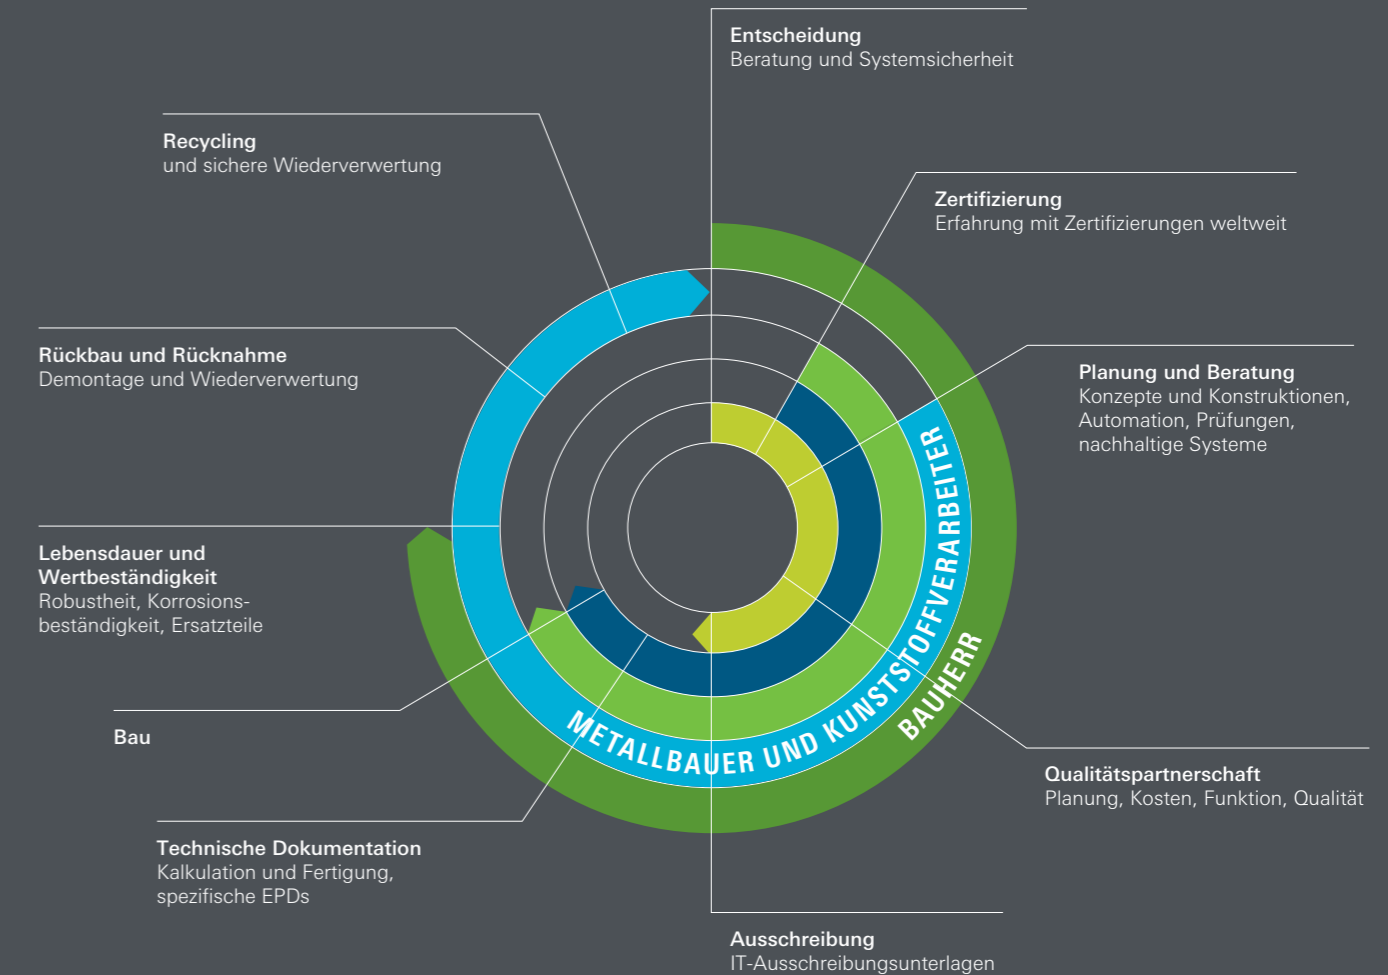 Entscheidung
Beratung und Systemsicherheit
Zertifizierung
Erfahrung mit Zertifizierungen weltweit
Planung und Beratung
Konzepte und Konstruktionen,
Automation, Prüfungen,
nachhaltige Systeme
Qualitätspartnerschaft
Planung, Kosten, Funktion, Qualität
Ausschreibung
IT-Ausschreibungsunterlagen
Technische Dokumentation
Kalkulation und Fertigung,
spezifische EPDs
Bau
Lebensdauer und
Wertbeständigkeit
Robustheit, Korrosions-
beständigkeit, Ersatzteile
Rückbau und Rücknahme
Demontage und Wiederverwertung
Recycling
und sichere Wiederverwertung
METALLBAUER UND KUNSTSTOFFVERARBEITER
BAUHERR